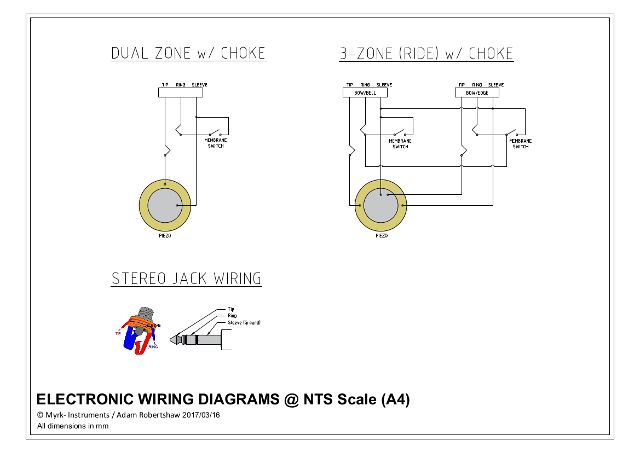 DUAL ZONE w/ CHOKE
3-ZONE (RIDE) w/ CHOKE
TIP RING SLEEVE
MEMBRANE
SWITCH
PIEZO
TIP RING SLEEVE
BOW/BELL
TIP RING SLEEVE
BOW/EDGE
MEMBRANE
SWITCH
MEMBRANE
SWITCH
PIEZO
STEREO JACK WIRING
TIP
Tip
Ring
Sleeve (Ground)
ELECTRONIC WIRING DIAGRAMS @ NTS Scale (A4)
© Myrk- Instruments / Adam Robertshaw 2017/03/16
All dimensions in mm